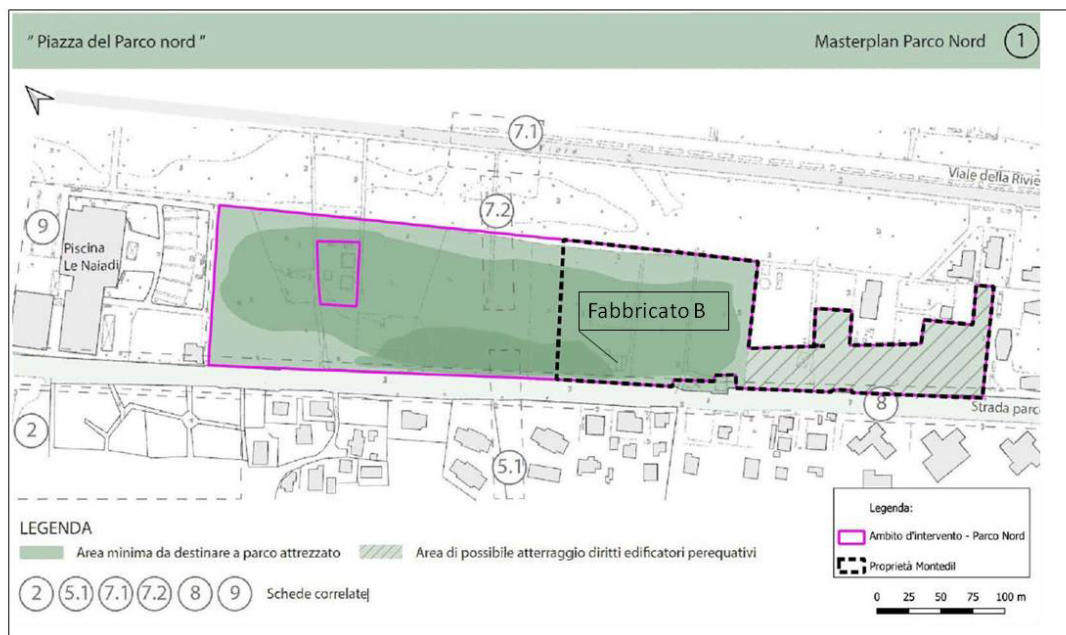 " Piazza del Parco nord "
Masterplan Parco Nord 1
7.1
Viale della Rivie
7.2
9
Piscina
Le Naiadi
Fabbricato B
8
Strada parco
2
5.1
LEGENDA
Area minima da destinare a parco attrezzato
Area di possibile atterraggio diritti edificatori perequativi
2 5.1 7.1 7.2 8 9 Schede correlate
Legenda:
Ambito d'intervento - Parco Nord
Proprietà Montedil
0 25 50 75 100 m